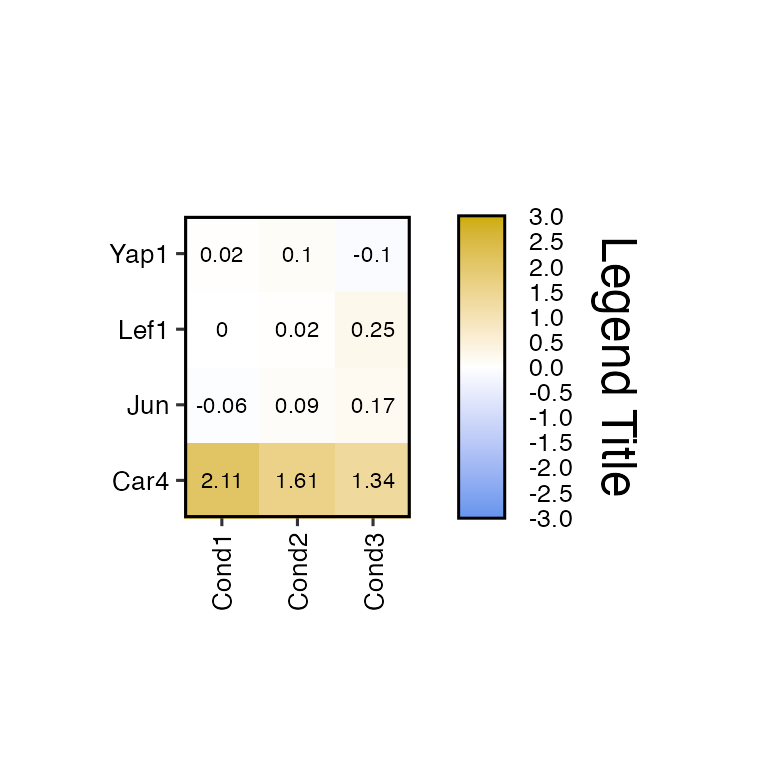 Yap1 0.02 0.1 -0.1
Lef1 0 0.02 0.25
Jun -0.06 0.09 0.17
Car4 2.11 1.61 1.34
Cond1 Cond2 Cond3
3.0
2.5
2.0
1.5
1.0
0.5
0.0
-0.5
-1.0
-1.5
-2.0
-2.5
-3.0
Legend Title